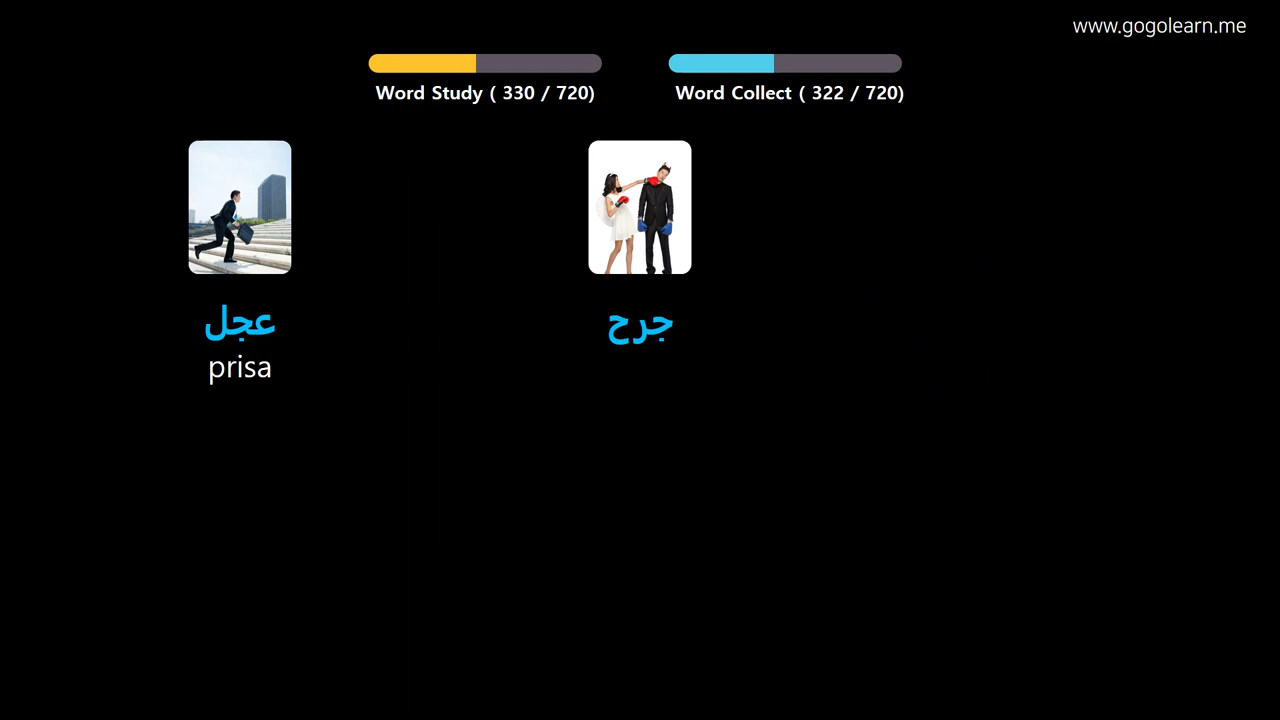 www.gogolearn.me
Word Study ( 330 / 720)
Word Collect ( 322 / 720)
عجل
prisa
جرح